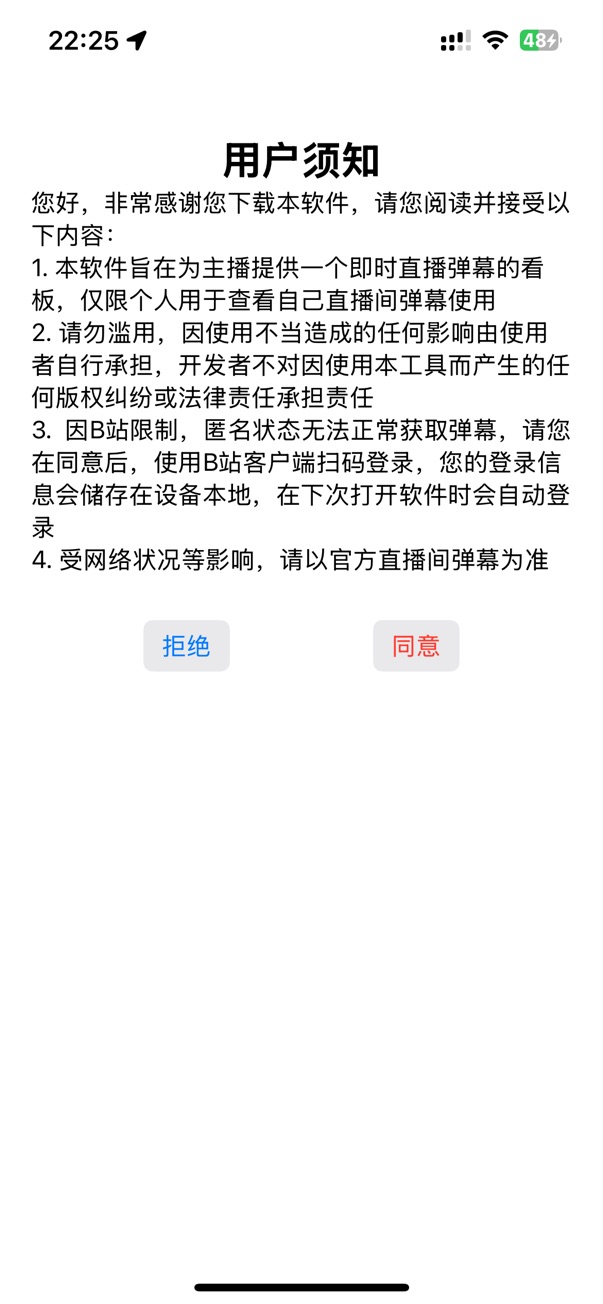 22:25
48
用户须知
您好，非常感谢您下载本软件，请您阅读并接受以
下内容：
1. 本软件旨在为主播提供一个即时直播弹幕的看
板，仅限个人用于查看自己直播间弹幕使用
2. 请勿滥用，因使用不当造成的任何影响由使用
者自行承担，开发者不对因使用本工具而产生的任
何版权纠纷或法律责任承担责任
3.  因B站限制，匿名状态无法正常获取弹幕，请您
在同意后，使用B站客户端扫码登录，您的登录信
息会储存在设备本地，在下次打开软件时会自动登
录
4. 受网络状况等影响，请以官方直播间弹幕为准
拒绝
同意